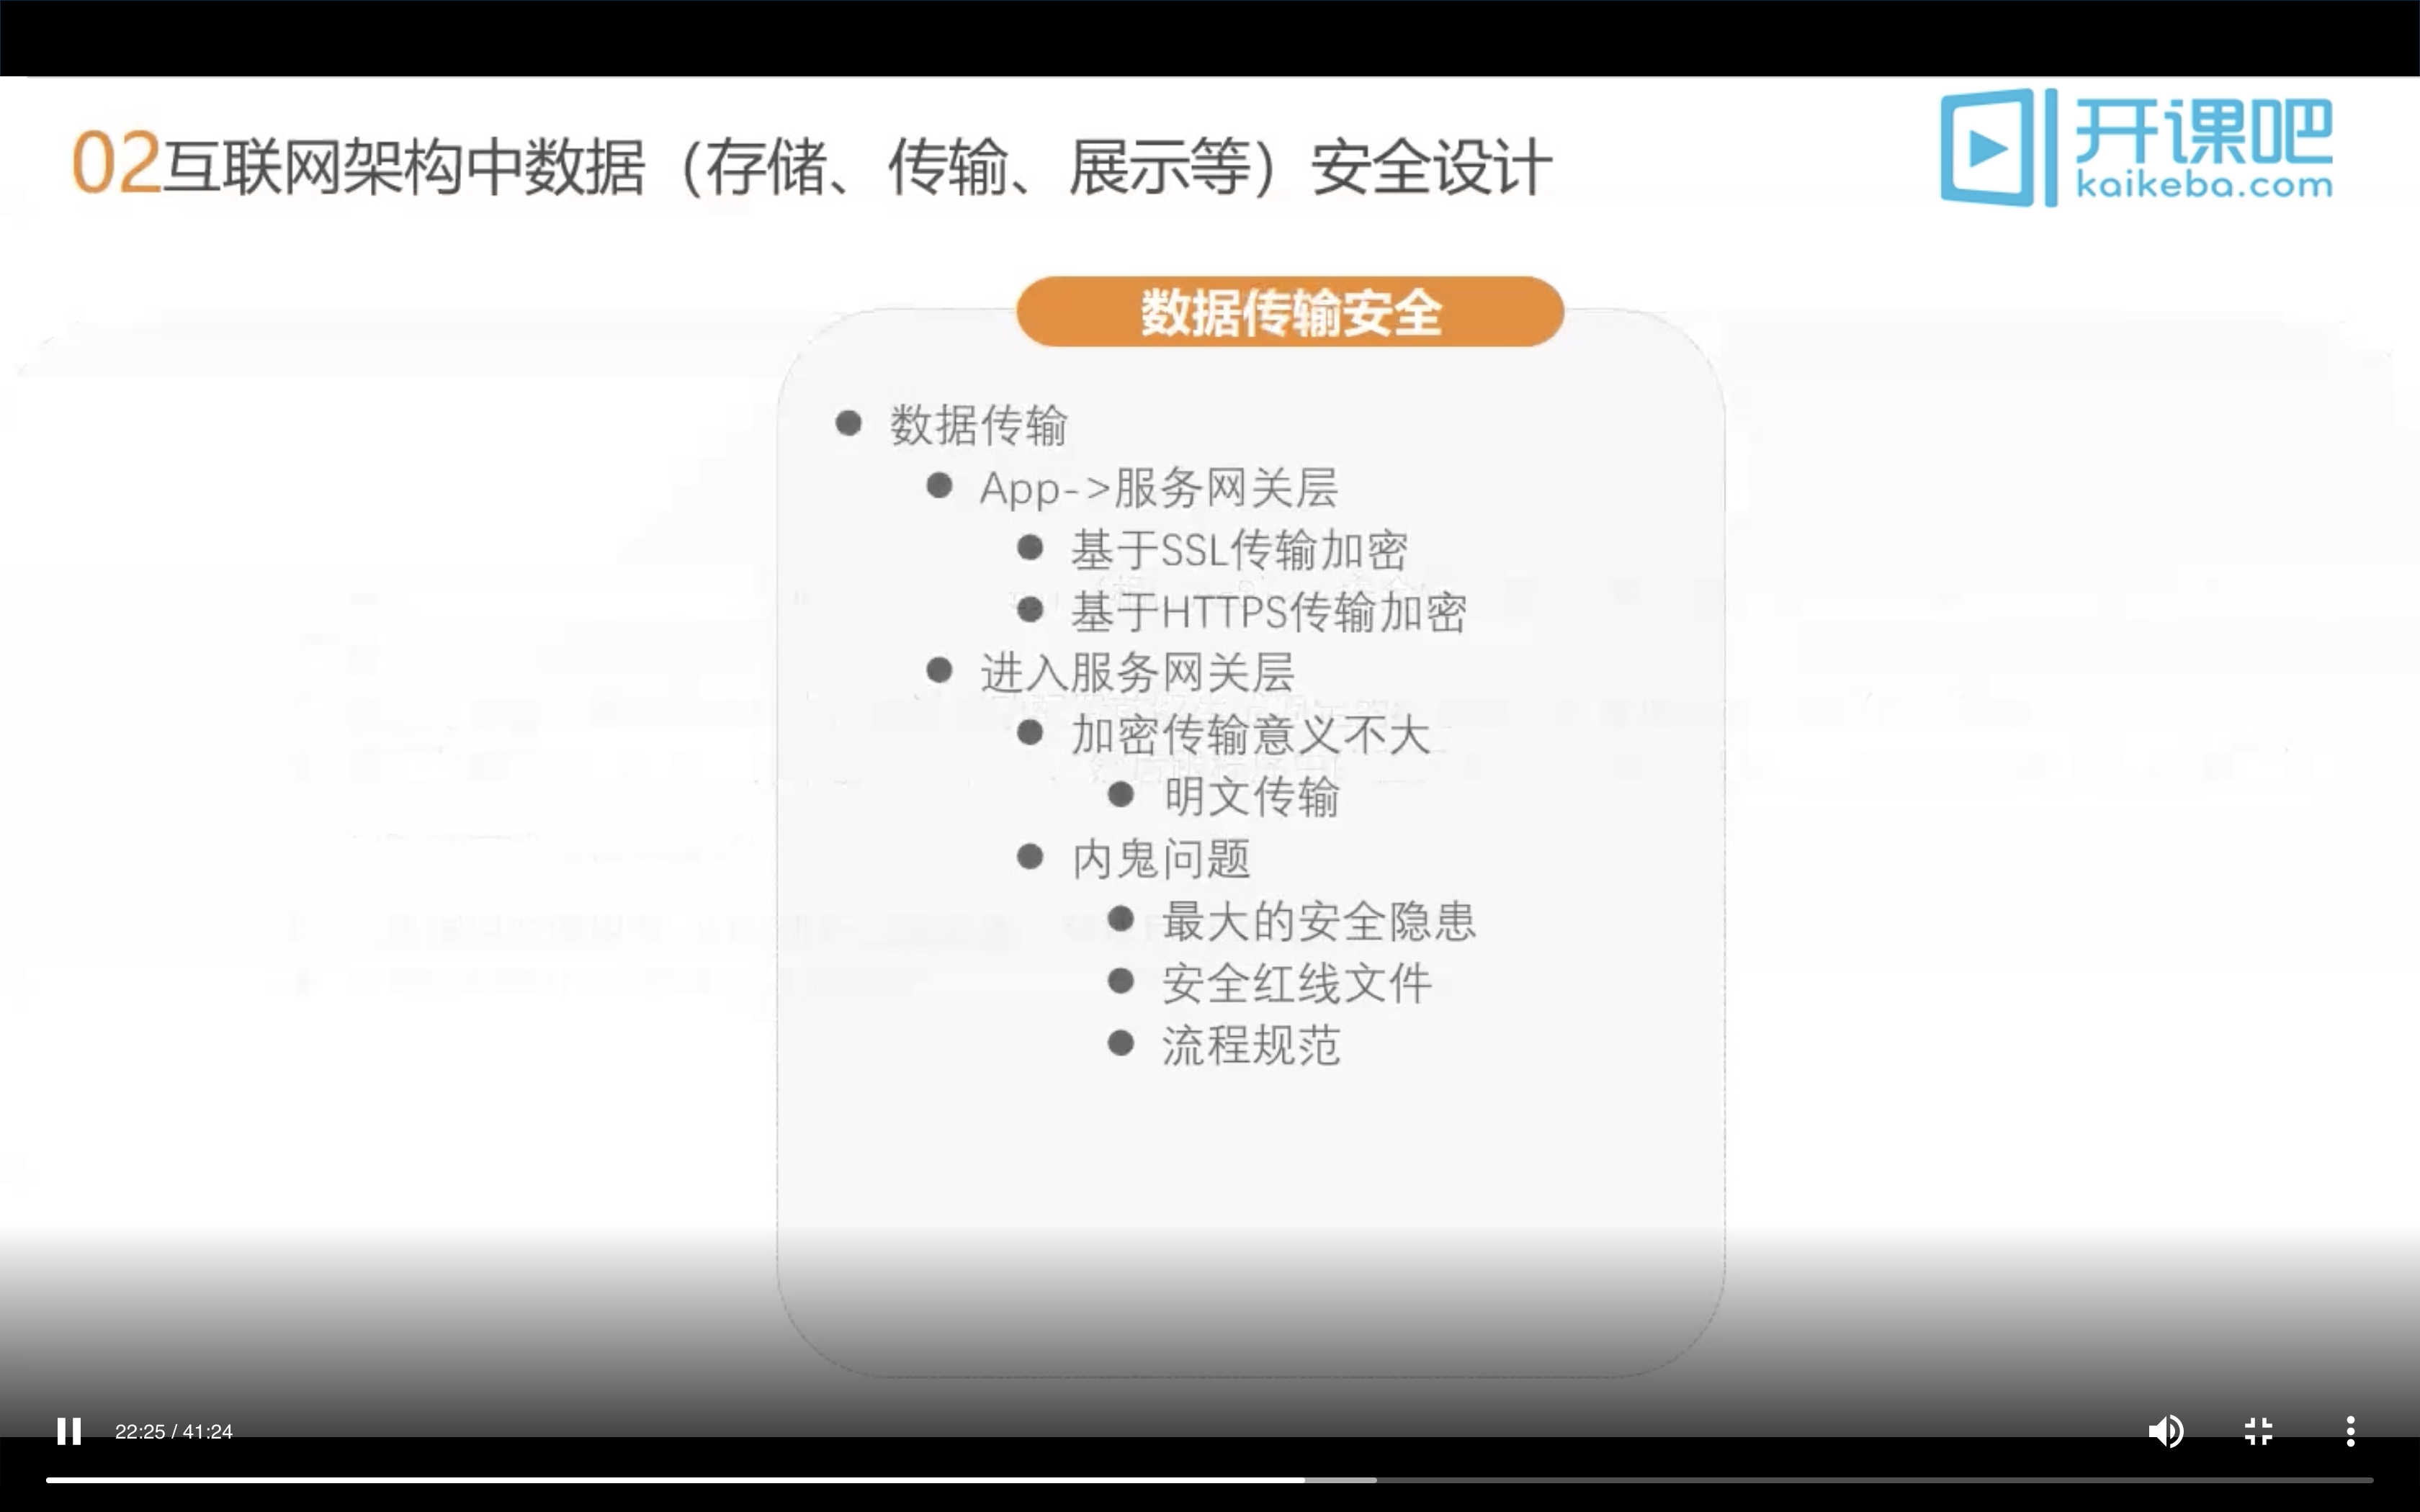 02互联网架构中数据（存储、传输、展示等）安全设计
开课吧
kaikeba.com
数据传输安全
数据传输
App->服务网关层
基于SSL传输加密
基于HTTPS传输加密
进入服务网关层
加密传输意义不大
明文传输
内鬼问题
最大的安全隐患
安全红线文件
流程规范
22:25 / 41:24